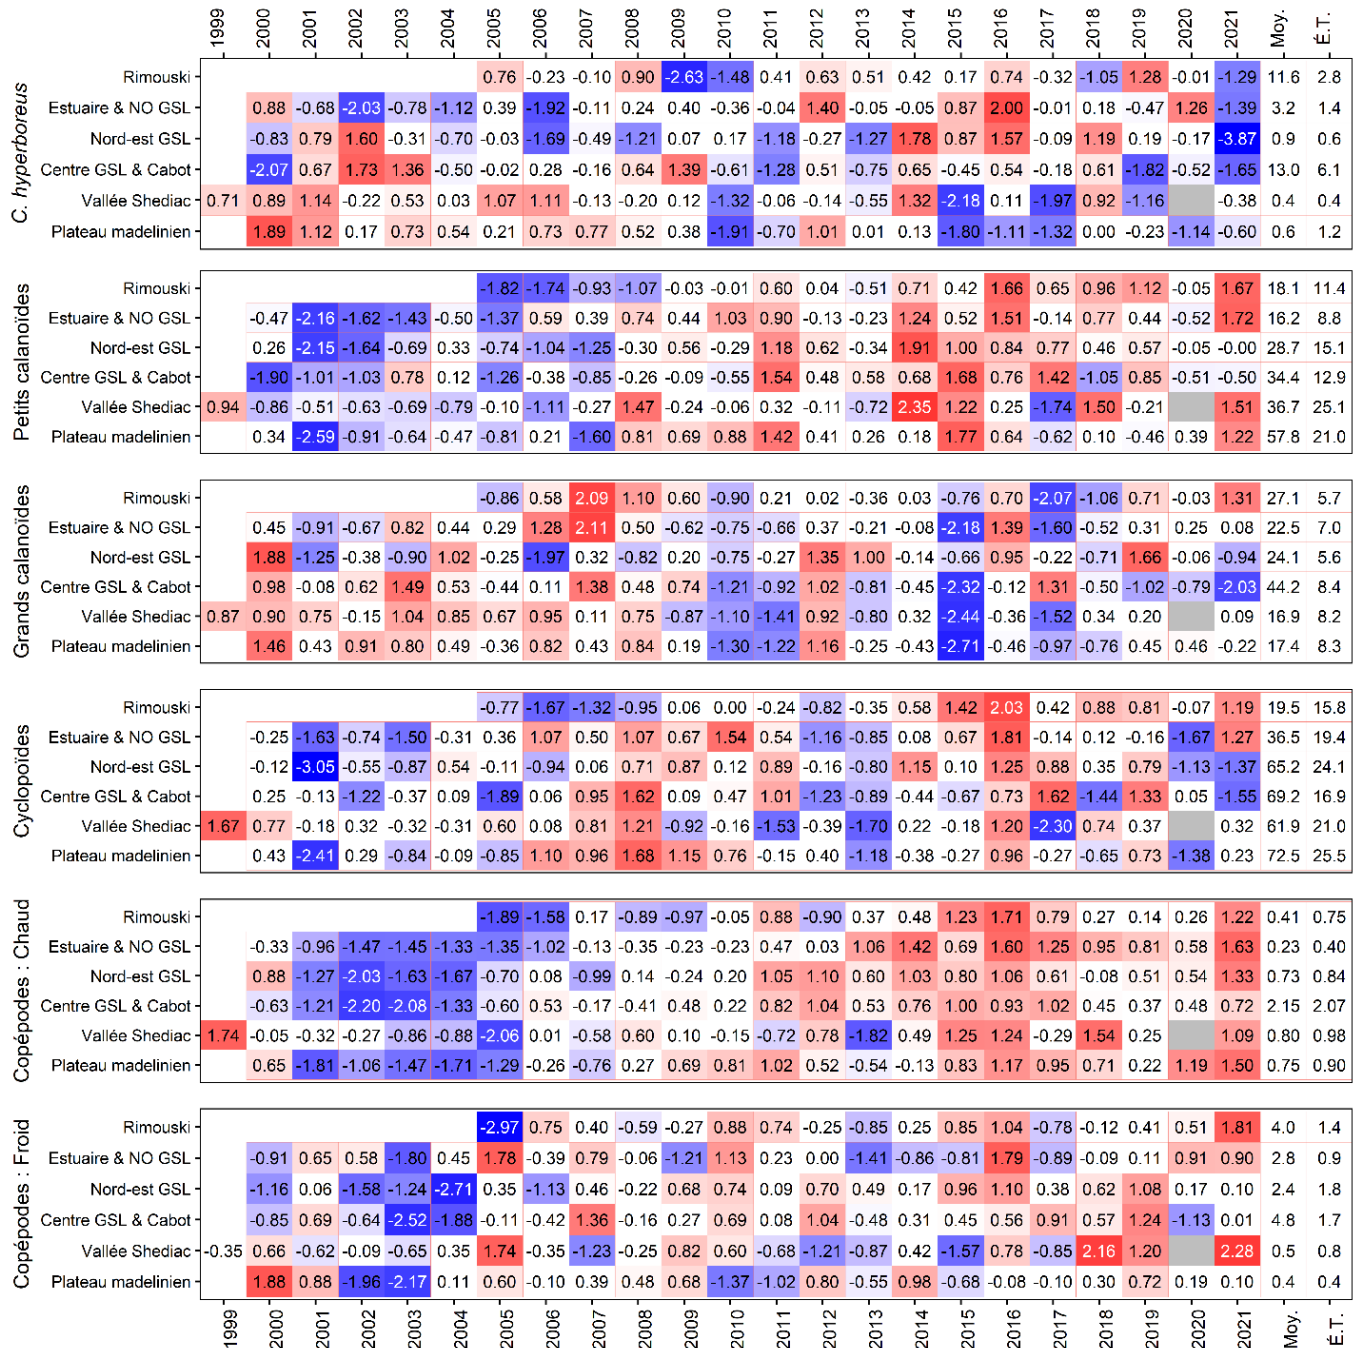 1999 2000 2001 2002 2003 2004 2005 2006 2007 2008 2009 2010 2011 2012 2013 2014 2015 2016 2017 2018 2019 2020 2021 Moy. É.T.
C. hyperboreus
Rimouski 0.76 -0.23 -0.10 0.90 -2.63 -1.48 0.41 0.63 0.51 0.42 0.17 0.74 -0.32 -1.05 1.28 -0.01 -1.29 11.6 2.8
Estuaire & NO GSL 0.88 -0.68 -2.03 -0.78 -1.12 0.39 -1.92 -0.11 0.24 0.40 -0.36 -0.04 1.40 -0.05 -0.05 0.87 2.00 -0.01 0.18 -0.47 1.26 -1.39 3.2 1.4
Nord-est GSL -0.83 0.79 1.60 -0.31 -0.70 -0.03 -1.69 -0.49 -1.21 0.07 0.17 -1.18 -0.27 -1.27 1.78 0.87 1.57 -0.09 1.19 0.19 -0.17 -3.87 0.9 0.6
Centre GSL & Cabot -2.07 0.67 1.73 1.36 -0.50 -0.02 0.28 -0.16 0.64 1.39 -0.61 -1.28 0.51 -0.75 0.65 -0.45 0.54 -0.18 0.61 -1.82 -0.52 -1.65 13.0 6.1
Vallée Shediac 0.71 0.89 1.14 -0.22 0.53 0.03 1.07 1.11 -0.13 -0.20 0.12 -1.32 -0.06 -0.14 -0.55 1.32 -2.18 0.11 -1.97 0.92 -1.16 -0.38 0.4 0.4
Plateau madelinien 1.89 1.12 0.17 0.73 0.54 0.21 0.73 0.77 0.52 0.38 -1.91 -0.70 1.01 0.01 0.13 -1.80 -1.11 -1.32 0.00 -0.23 -1.14 -0.60 0.6 1.2
Petits calanoïdes
Rimouski -1.82 -1.74 -0.93 -1.07 -0.03 -0.01 0.60 0.04 -0.51 0.71 0.42 1.66 0.65 0.96 1.12 -0.05 1.67 18.1 11.4
Estuaire & NO GSL -0.47 -2.16 -1.62 -1.43 -0.50 -1.37 0.59 0.39 0.74 0.44 1.03 0.90 -0.13 -0.23 1.24 0.52 1.51 -0.14 0.77 0.44 -0.52 1.72 16.2 8.8
Nord-est GSL 0.26 -2.15 -1.64 -0.69 0.33 -0.74 -1.04 -1.25 -0.30 0.56 -0.29 1.18 0.62 -0.34 1.91 1.00 0.84 0.77 0.46 0.57 -0.05 -0.00 28.7 15.1
Centre GSL & Cabot -1.90 -1.01 -1.03 0.78 0.12 -1.26 -0.38 -0.85 -0.26 -0.09 -0.55 1.54 0.48 0.58 0.68 1.68 0.76 1.42 -1.05 0.85 -0.51 -0.50 34.4 12.9
Vallée Shediac 0.94 -0.86 -0.51 -0.63 -0.69 -0.79 -0.10 -1.11 -0.27 1.47 -0.24 -0.06 0.32 -0.11 -0.72 2.35 1.22 0.25 -1.74 1.50 -0.21 1.51 36.7 25.1
Plateau madelinien 0.34 -2.59 -0.91 -0.64 -0.47 -0.81 0.21 -1.60 0.81 0.69 0.88 1.42 0.41 0.26 0.18 1.77 0.64 -0.62 0.10 -0.46 0.39 1.22 57.8 21.0
Grands calanoïdes
Rimouski -0.86 0.58 2.09 1.10 0.60 -0.90 0.21 0.02 -0.36 0.03 -0.76 0.70 -2.07 -1.06 0.71 -0.03 1.31 27.1 5.7
Estuaire & NO GSL 0.45 -0.91 -0.67 0.82 0.44 0.29 1.28 2.11 0.50 -0.62 -0.75 -0.66 0.37 -0.21 -0.08 -2.18 1.39 -1.60 -0.52 0.31 0.25 0.08 22.5 7.0
Nord-est GSL 1.88 -1.25 -0.38 -0.90 1.02 -0.25 -1.97 0.32 -0.82 0.20 -0.75 -0.27 1.35 1.00 -0.14 -0.66 0.95 -0.22 -0.71 1.66 -0.06 -0.94 24.1 5.6
Centre GSL & Cabot 0.98 -0.08 0.62 1.49 0.53 -0.44 0.11 1.38 0.48 0.74 -1.21 -0.92 1.02 -0.81 -0.45 -2.32 -0.12 1.31 -0.50 -1.02 -0.79 -2.03 44.2 8.4
Vallée Shediac 0.87 0.90 0.75 -0.15 1.04 0.85 0.67 0.95 0.11 0.75 -0.87 -1.10 -1.41 0.92 -0.80 0.32 -2.44 -0.36 -1.52 0.34 0.20 0.09 16.9 8.2
Plateau madelinien 1.46 0.43 0.91 0.80 0.49 -0.36 0.82 0.43 0.84 0.19 -1.30 -1.22 1.16 -0.25 -0.43 -2.71 -0.46 -0.97 -0.76 0.45 0.46 -0.22 17.4 8.3
Cyclopoïdes
Rimouski -0.77 -1.67 -1.32 -0.95 0.06 0.00 -0.24 -0.82 -0.35 0.58 1.42 2.03 0.42 0.88 0.81 -0.07 1.19 19.5 15.8
Estuaire & NO GSL -0.25 -1.63 -0.74 -1.50 -0.31 0.36 1.07 0.50 1.07 0.67 1.54 0.54 -1.16 -0.85 0.08 0.67 1.81 -0.14 0.12 -0.16 -1.67 1.27 36.5 19.4
Nord-est GSL -0.12 -3.05 -0.55 -0.87 0.54 -0.11 -0.94 0.06 0.71 0.87 0.12 0.89 -0.16 -0.80 1.15 0.10 1.25 0.88 0.35 0.79 -1.13 -1.37 65.2 24.1
Centre GSL & Cabot 0.25 -0.13 -1.22 -0.37 0.09 -1.89 0.06 0.95 1.62 0.09 0.47 1.01 -1.23 -0.89 -0.44 -0.67 0.73 1.62 -1.44 1.33 0.05 -1.55 69.2 16.9
Vallée Shediac 1.67 0.77 -0.18 0.32 -0.32 -0.31 0.60 0.08 0.81 1.21 -0.92 -0.16 -1.53 -0.39 -1.70 0.22 -0.18 1.20 -2.30 0.74 0.37 0.32 61.9 21.0
Plateau madelinien 0.43 -2.41 0.29 -0.84 -0.09 -0.85 1.10 0.96 1.68 1.15 0.76 -0.15 0.40 -1.18 -0.38 -0.27 0.96 -0.27 -0.65 0.73 -1.38 0.23 72.5 25.5
Copépodes : Chaud
Rimouski -1.89 -1.58 0.17 -0.89 -0.97 -0.05 0.88 -0.90 0.37 0.48 1.23 1.71 0.79 0.27 0.14 0.26 1.22 0.41 0.75
Estuaire & NO GSL -0.33 -0.96 -1.47 -1.45 -1.33 -1.35 -1.02 -0.13 -0.35 -0.23 -0.23 0.47 0.03 1.06 1.42 0.69 1.60 1.25 0.95 0.81 0.58 1.63 0.23 0.40
Nord-est GSL 0.88 -1.27 -2.03 -1.63 -1.67 -0.70 0.08 -0.99 0.14 -0.24 0.20 1.05 1.10 0.60 1.03 0.80 1.06 0.61 -0.08 0.51 0.54 1.33 0.73 0.84
Centre GSL & Cabot -0.63 -1.21 -2.20 -2.08 -1.33 -0.60 0.53 -0.17 -0.41 0.48 0.22 0.82 1.04 0.53 0.76 1.00 0.93 1.02 0.45 0.37 0.48 0.72 2.15 2.07
Vallée Shediac 1.74 -0.05 -0.32 -0.27 -0.86 -0.88 -2.06 0.01 -0.58 0.60 0.10 -0.15 -0.72 0.78 -1.82 0.49 1.25 1.24 -0.29 1.54 1.09 0.80 0.98
Plateau madelinien 0.65 -1.81 -1.06 -1.47 -1.71 -1.29 -0.26 -0.76 0.27 0.69 0.81 1.02 0.52 -0.54 -0.13 0.83 1.17 0.95 0.71 0.22 1.19 1.50 0.75 0.90
Copépodes : Froid
Rimouski -2.97 0.75 0.40 -0.59 -0.27 0.88 0.74 -0.25 -0.85 0.25 0.85 1.04 -0.78 -0.12 0.41 0.51 1.81 4.0 1.4
Estuaire & NO GSL -0.91 0.65 0.58 -1.80 0.45 1.78 -0.39 0.79 -0.06 -1.21 1.13 0.23 0.00 -1.41 -0.86 -0.81 1.79 -0.89 -0.09 0.11 0.91 0.90 2.8 0.9
Nord-est GSL -1.16 0.06 -1.58 -1.24 -2.71 0.35 -1.13 0.46 -0.22 0.68 0.74 0.09 0.70 0.49 0.17 0.96 1.10 0.38 0.62 1.08 0.17 0.10 2.4 1.8
Centre GSL & Cabot -0.85 0.69 -0.64 -2.52 -1.88 -0.11 -0.42 1.36 -0.16 0.27 0.69 0.08 1.04 -0.48 0.31 0.45 0.56 0.91 0.57 1.24 -1.13 0.01 4.8 1.7
Vallée Shediac -0.35 0.66 -0.62 -0.09 -0.65 0.35 1.74 -0.35 -1.23 -0.25 0.82 0.60 -0.68 -1.21 -0.87 0.42 -1.57 0.78 -0.85 2.16 1.20 2.28 0.5 0.8
Plateau madelinien 1.88 0.88 -1.96 -2.17 0.11 0.60 -0.10 0.39 0.48 0.68 -1.37 -1.02 0.80 -0.55 0.98 -0.68 -0.08 -0.10 0.30 0.72 0.19 0.10 0.4 0.4
1999 2000 2001 2002 2003 2004 2005 2006 2007 2008 2009 2010 2011 2012 2013 2014 2015 2016 2017 2018 2019 2020 2021 Moy. É.T.